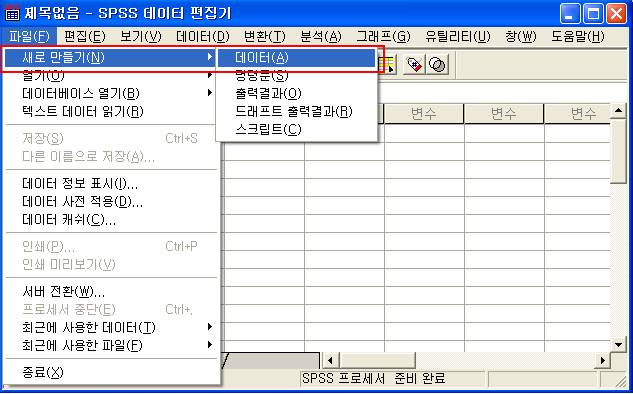 제목없음 - SPSS 데이터 편집기
파일(F) 편집(E) 보기(V) 데이터(D) 변환(T) 분석(A) 그래프(G) 유틸리티(U) 창(W) 도움말(H)
새로 만들기(N)
열기(O)
데이터베이스 열기(B)
텍스트 데이터 읽기(R)
저장(S) Ctrl+S
다른 이름으로 저장(A)...
데이터 정보 표시(I)...
데이터 사전 적용(D)...
데이터 캐쉬(C)...
인쇄(P)... Ctrl+P
인쇄 미리보기(V)
서버 전환(W)...
프로세서 중단(E) Ctrl+.
최근에 사용한 데이터(T)
최근에 사용한 파일(F)
종료(X)
데이터(A)
명령문(S)
출력결과(O)
드래프트 출력결과(R)
스크립트(C)
변수 변수 변수
SPSS 프로세서 준비 완료